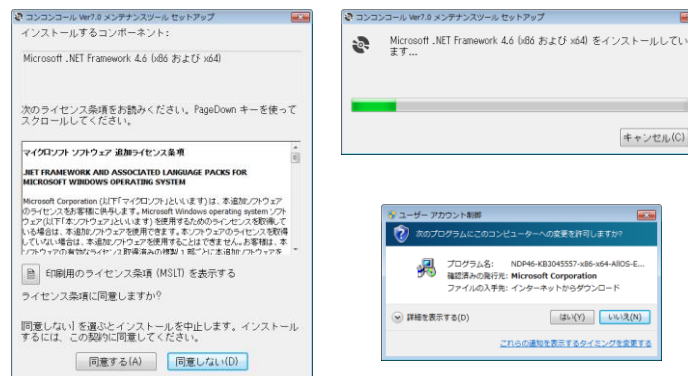 コンコンコール Ver7.0 メンテナンスツール セットアップ
インストールするコンポーネント:
Microsoft .NET Framework 4.6 (x86 および x64)
次のライセンス条項をお読みください。PageDown キーを使って
スクロールしてください。
マイクロソフト ソフトウェア 追加ライセンス条項
.NET FRAMEWORK AND ASSOCIATED LANGUAGE PACKS FOR
MICROSOFT WINDOWS OPERATING SYSTEM
Microsoft Corporation (以下「マイクロソフト」といいます) は、本追加ソフトウェア
のライセンスをお客様に供与します。Microsoft Windows operating system ソフト
ウェア(以下「本ソフトウェア」といいます) を使用するためのライセンスを取得して
いる場合は、本追加ソフトウェアを使用できます。本ソフトウェアのライセンスを取得
していない場合は、本追加ソフトウェアを使用することはできません。お客様は、本
印刷用のライセンス条項 (MSLT) を表示する
ライセンス条項に同意しますか?
[同意しない] を選ぶとインストールを中止します。インストール
するには、この契約に同意してください。
同意する(A)
同意しない(D)
コンコンコール Ver7.0 メンテナンスツール セットアップ
Microsoft .NET Framework 4.6 (x86 および x64) をインストールしてい
ます...
キャンセル(C)
ユーザー アカウント制御
次のプログラムにこのコンピューターへの変更を許可しますか?
プログラム名: NDP46-KB3045557-x86-x64-AllOS-E...
確認済みの発行元: Microsoft Corporation
ファイルの入手先: インターネットからダウンロード
詳細を表示する(D)
はい(Y)
いいえ(N)
これらの通知を表示するタイミングを変更する